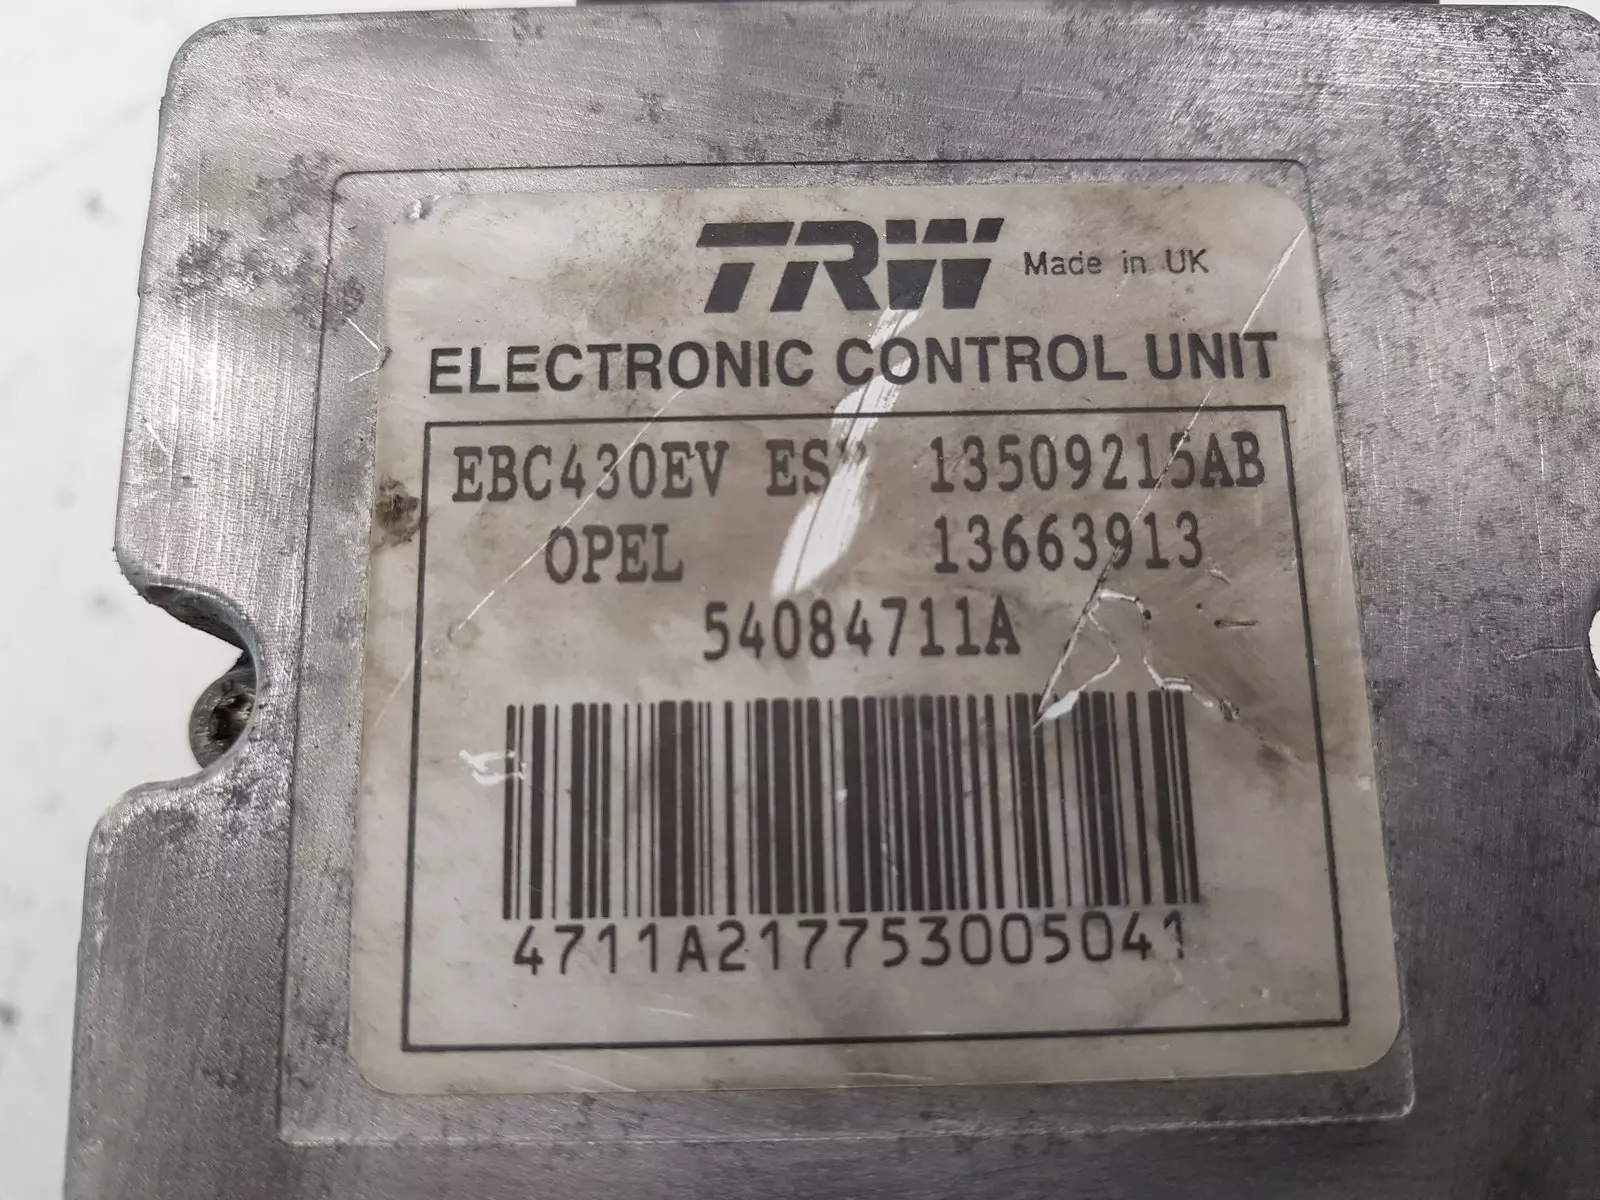 TRW Made in UK
ELECTRONIC CONTROL UNIT
EBC430EV 13509215AB
OPEL 13663913
54084711A
4711A217753005041